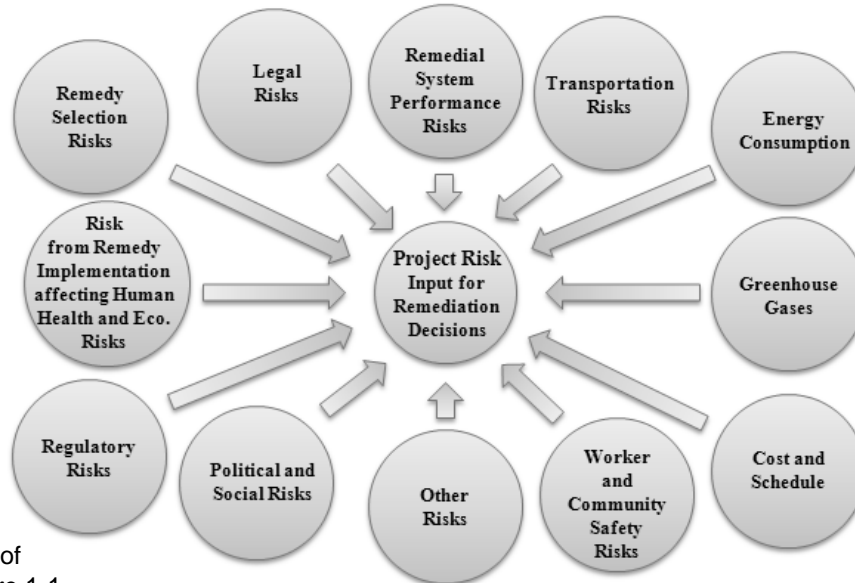 Remedy
Selection
Risks
Legal
Risks
Remedial
System
Performance
Risks
Transportation
Risks
Energy
Consumption
Risk
from Remedy
Implementation
affecting Human
Health and Eco.
Risks
Project Risk
Input for
Remediation
Decisions
Greenhouse
Gases
Regulatory
Risks
Political and
Social Risks
Other
Risks
Worker
and
Community
Safety
Risks
Cost and
Schedule
of